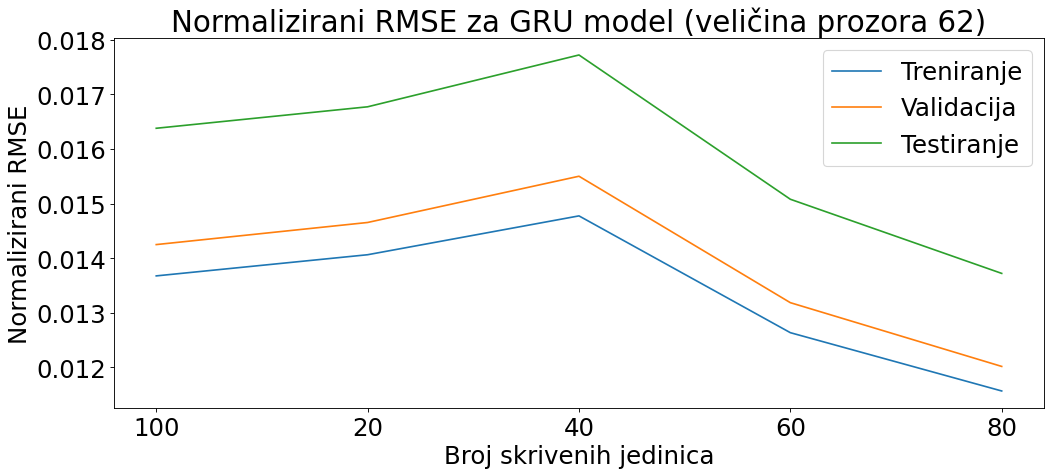 Normalizirani RMSE za GRU model (veličina prozora 62)
0.018
0.017
0.016
0.015
0.014
0.013
0.012
Normalizirani RMSE
Treniranje
Validacija
Testiranje
100 20 40 60 80
Broj skrivenih jedinica